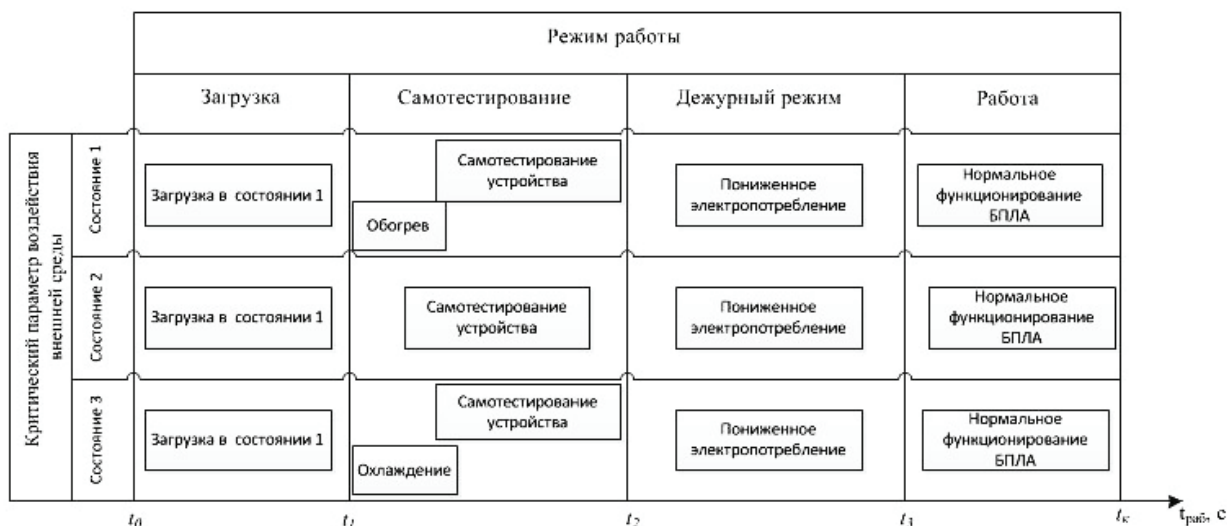 Режим работы
Загрузка
Самотестирование
Дежурный режим
Работа
Критический параметр воздействия
внешней среды
Состояние 1
Загрузка в состоянии 1
Самотестирование
устройства
Обогрев
Пониженное
электропотребление
Нормальное
функционирование
БПЛА
Состояние 2
Загрузка в состоянии 1
Самотестирование
устройства
Пониженное
электропотребление
Нормальное
функционирование
БПЛА
Состояние 3
Загрузка в состоянии 1
Самотестирование
устройства
Охлаждение
Пониженное
электропотребление
Нормальное
функционирование
БПЛА
t0
t1
t2
t3
tк
tраб, с